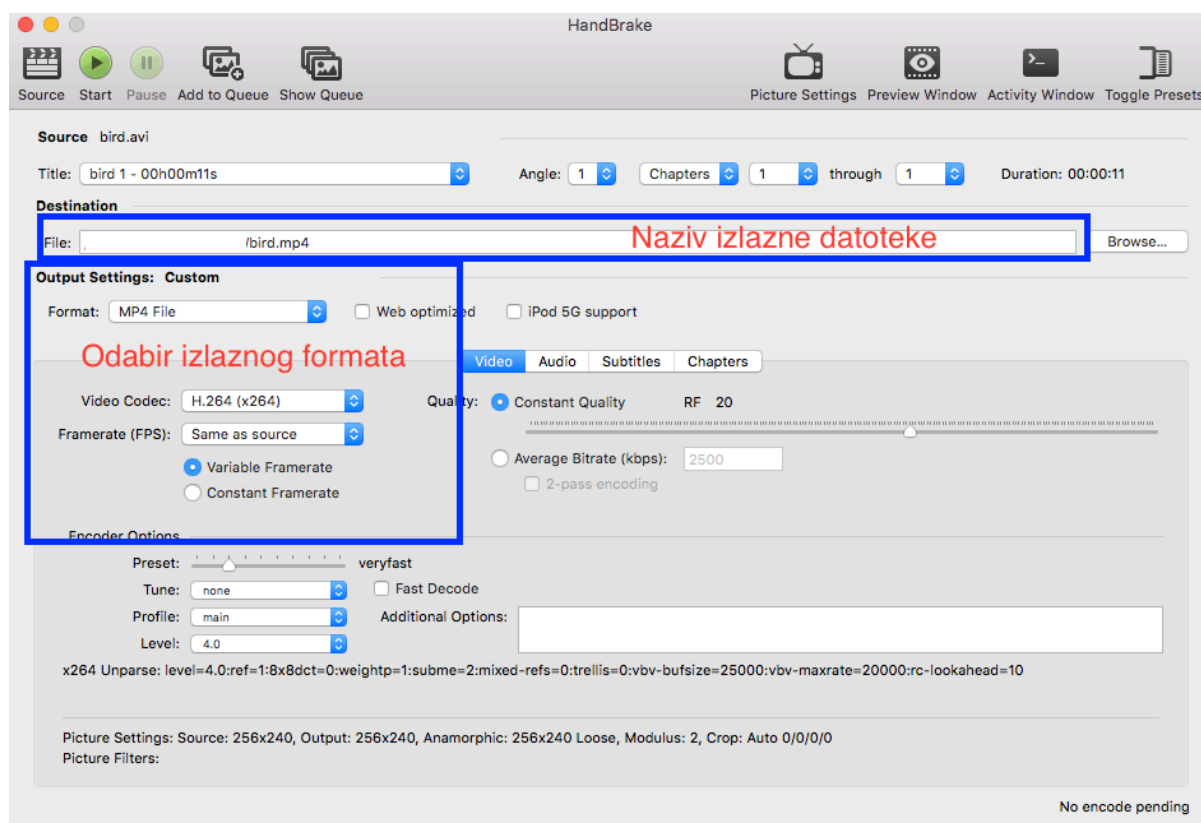 HandBrake
Source Start Pause Add to Queue Show Queue Picture Settings Preview Window Activity Window Toggle Presets
Source bird.avi
Title: bird 1 - 00h00m11s Angle: 1 Chapters 1 through 1 Duration: 00:00:11
Destination
File: /bird.mp4 Naziv izlazne datoteke Browse...
Output Settings: Custom
Format: MP4 File Web optimized iPod 5G support
Odabir izlaznog formata
Video Audio Subtitles Chapters
Video Codec: H.264 (x264) Quality: Constant Quality RF 20
Framerate (FPS): Same as source
Variable Framerate Average Bitrate (kbps): 2500
Constant Framerate 2-pass encoding
Encoder Options
Preset: veryfast
Tune: none Fast Decode
Profile: main Additional Options:
Level: 4.0
x264 Unparse: level=4.0:ref=1:8x8dct=0:weightp=1:subme=2:mixed-refs=0:trellis=0:vbv-bufsize=25000:vbv-maxrate=20000:rc-lookahead=10
Picture Settings: Source: 256x240, Output: 256x240, Anamorphic: 256x240 Loose, Modulus: 2, Crop: Auto 0/0/0/0
Picture Filters:
No encode pending